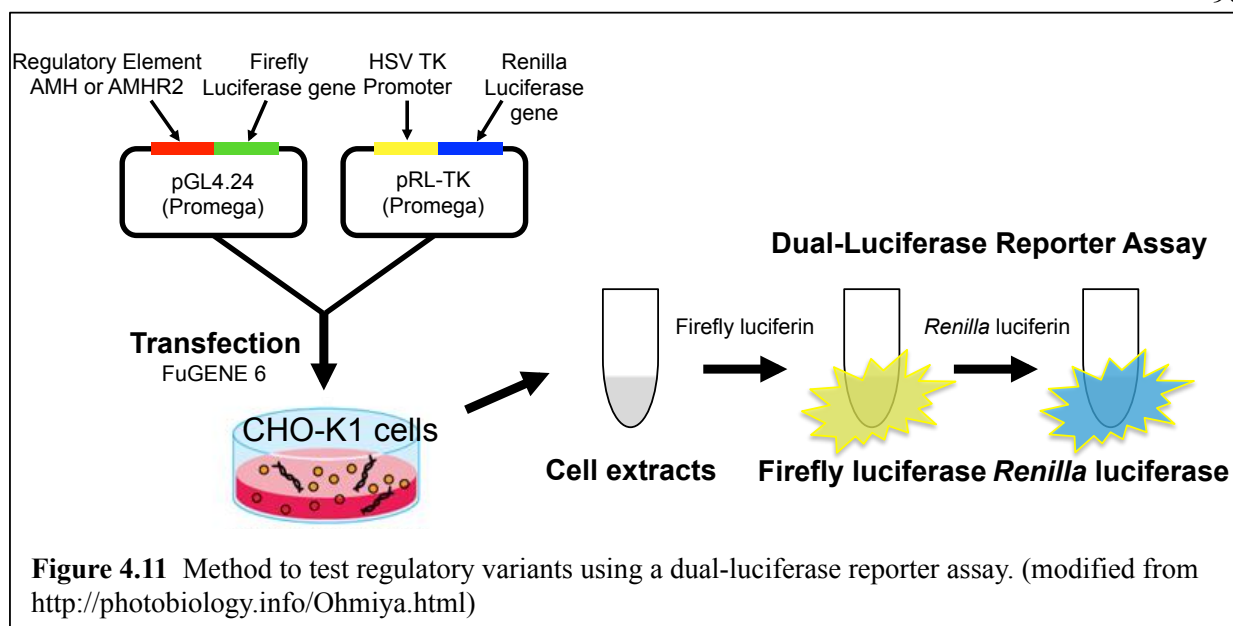 Regulatory Element
AMH or AMHR2
Firefly
Luciferase gene
HSV TK
Promoter
Renilla
Luciferase
gene
pGL4.24
(Promega)
pRL-TK
(Promega)
Transfection
FuGENE 6
CHO-K1 cells
Dual-Luciferase Reporter Assay
Firefly luciferin
Renilla luciferin
Cell extracts
Firefly luciferase
Renilla luciferase
Figure 4.11 Method to test regulatory variants using a dual-luciferase reporter assay. (modified from
http://photobiology.info/Ohmiya.html)